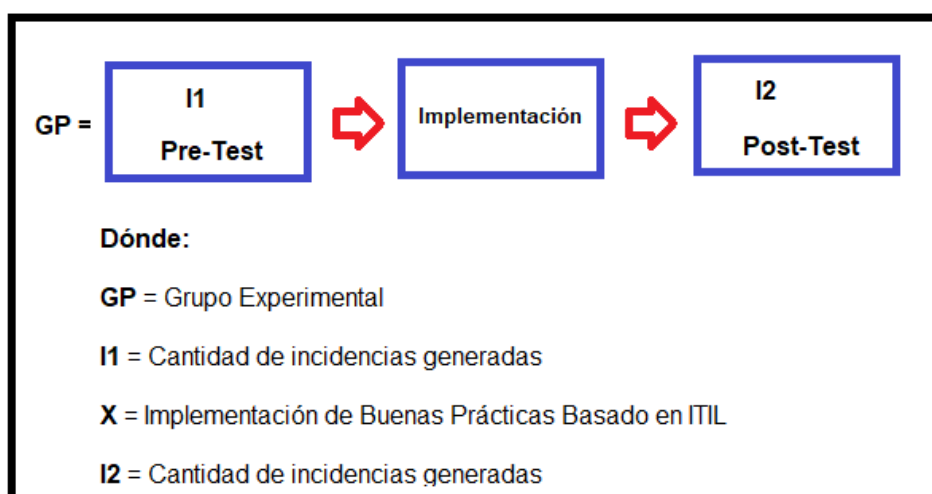 GP =
I1
Pre-Test
Implementación
I2
Post-Test
Dónde:
GP = Grupo Experimental
I1 = Cantidad de incidencias generadas
X = Implementación de Buenas Prácticas Basado en ITIL
I2 = Cantidad de incidencias generadas